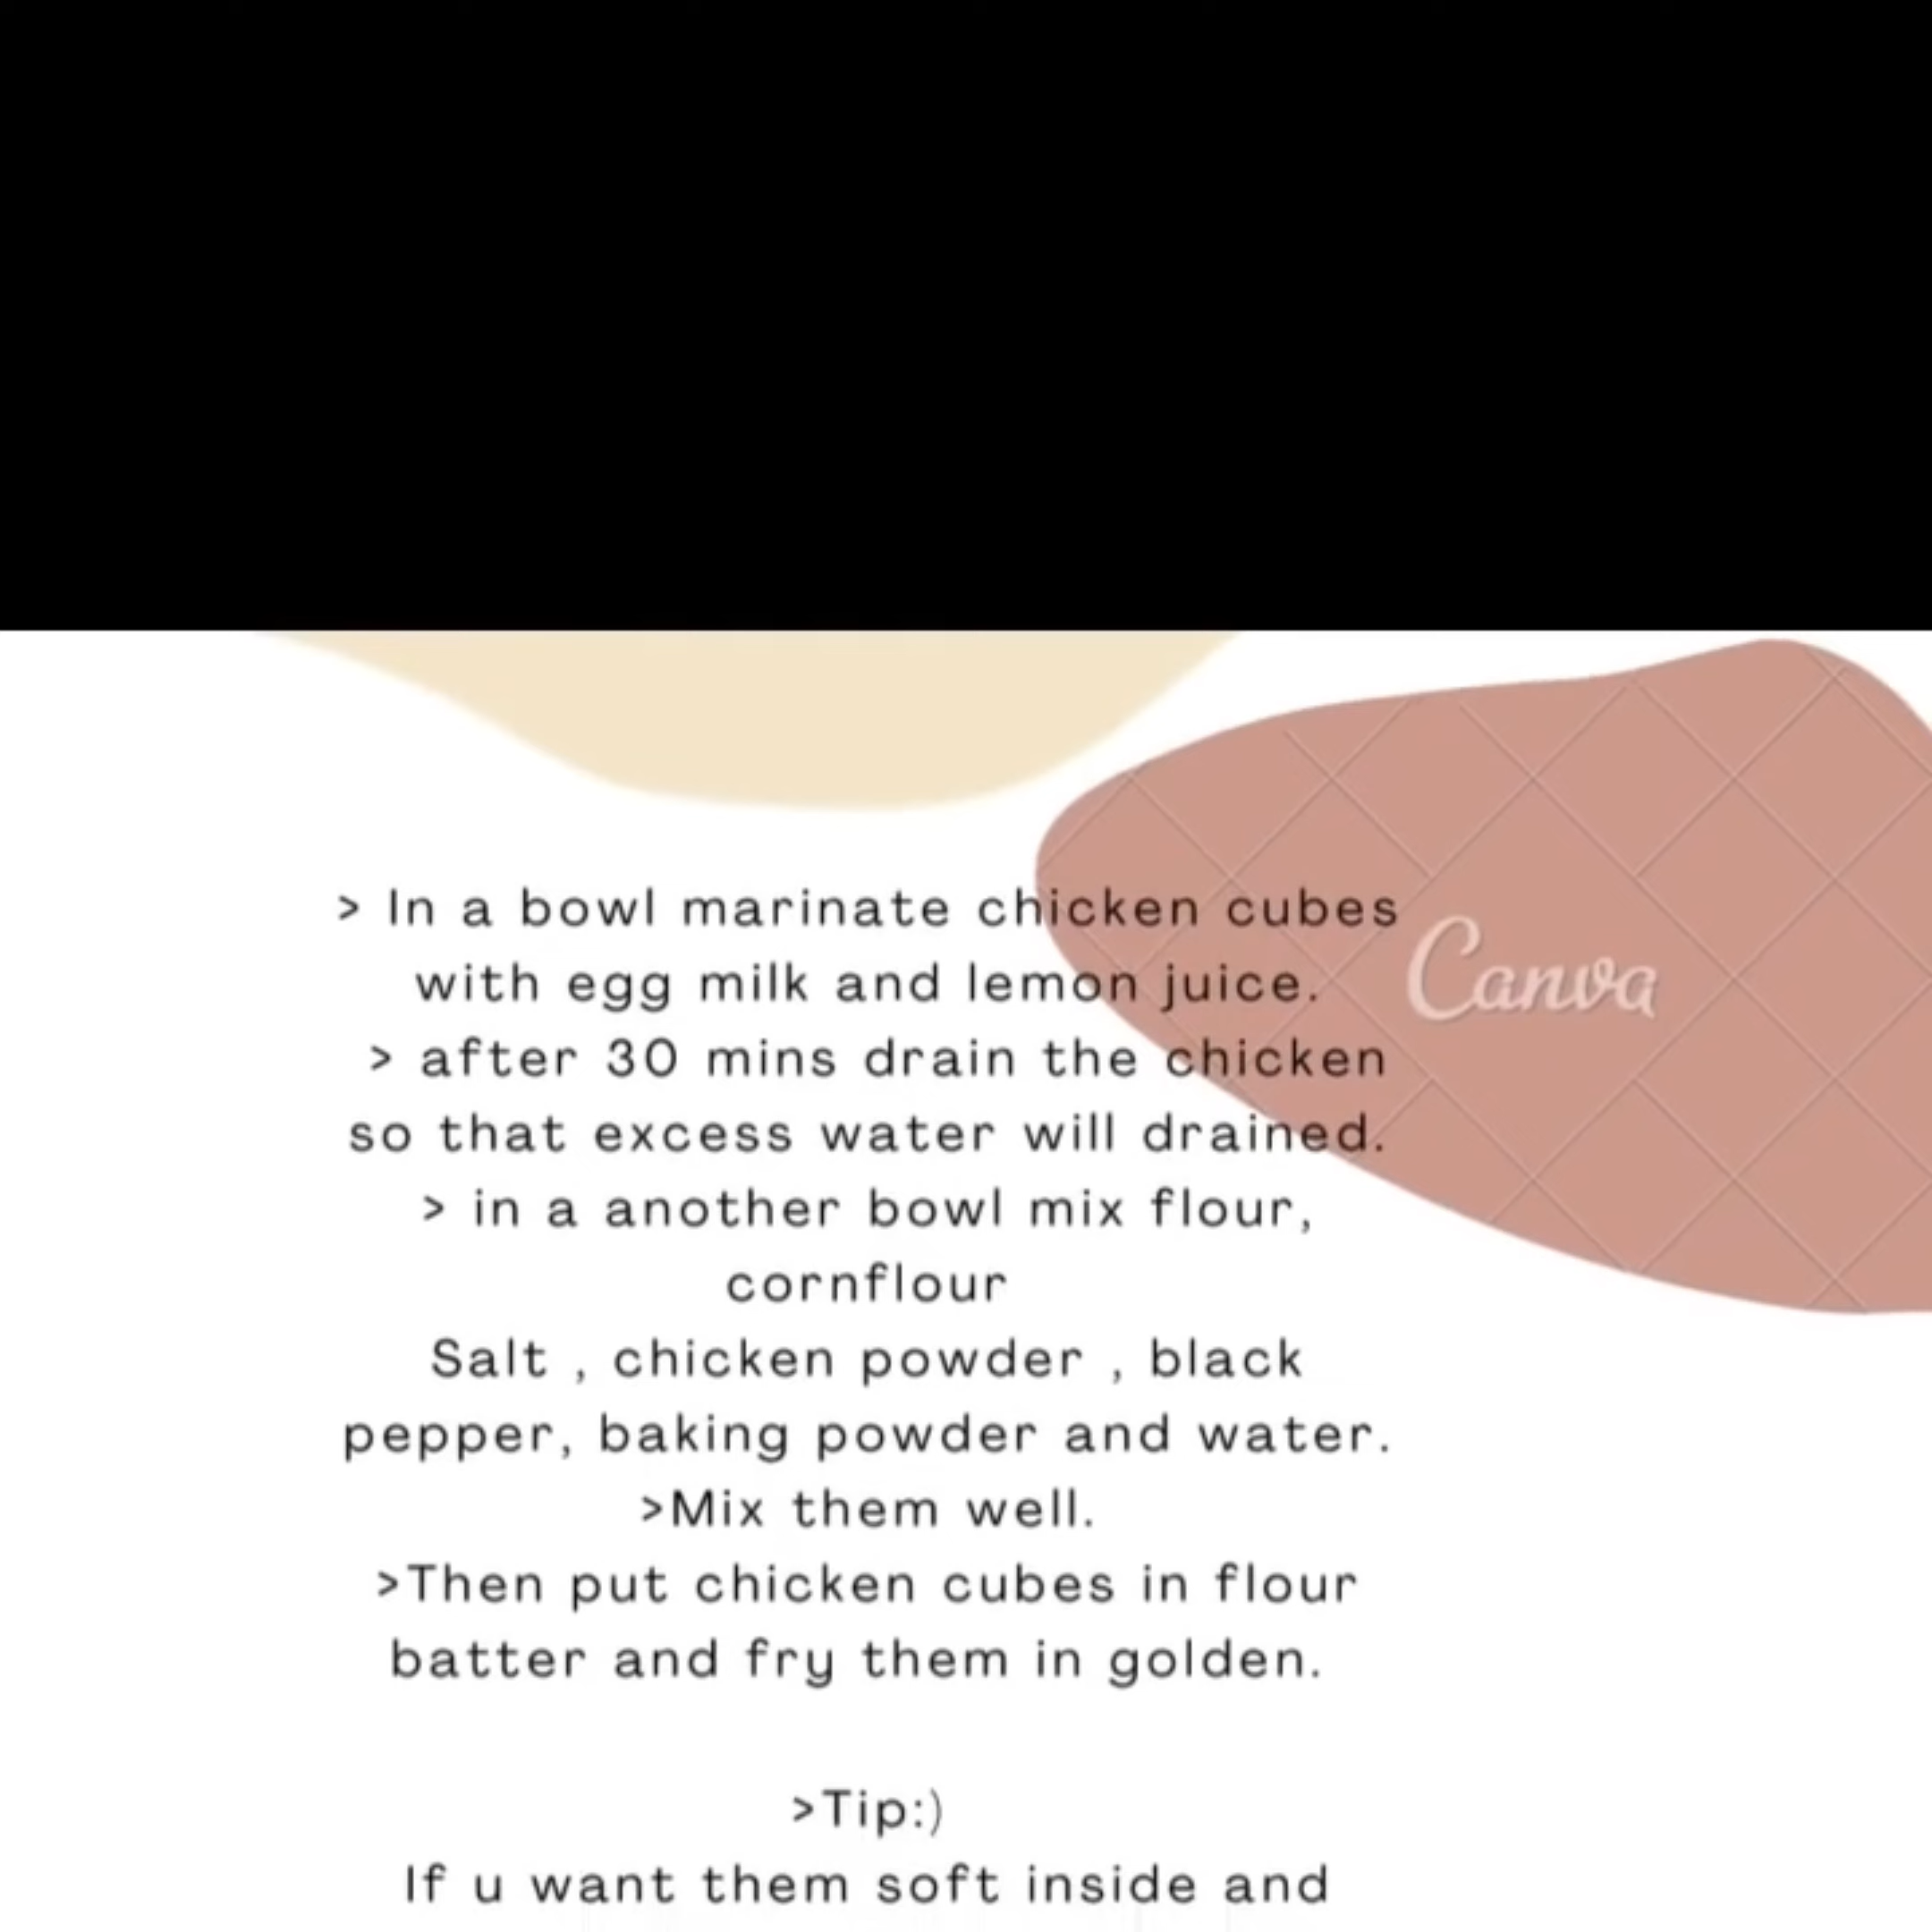 > In a bowl marinate chicken cubes
with egg milk and lemon juice.
> after 30 mins drain the chicken
so that excess water will drained.
> in a another bowl mix flour,
cornflour
Salt , chicken powder , black
pepper, baking powder and water.
>Mix them well.
>Then put chicken cubes in flour
batter and fry them in golden.
>Tip:)
If u want them soft inside and
Canva